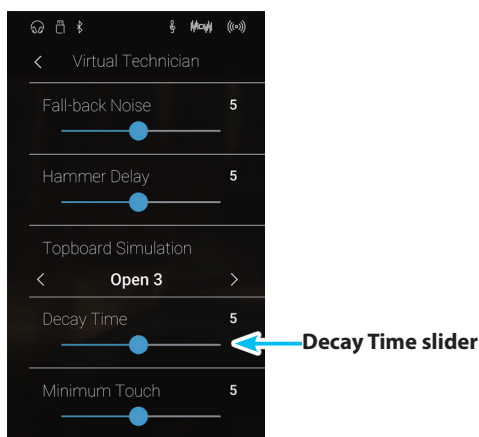 Virtual Technician
Fall-back Noise 5
Hammer Delay 5
Topboard Simulation
Open 3
Decay Time 5
Decay Time slider
Minimum Touch 5